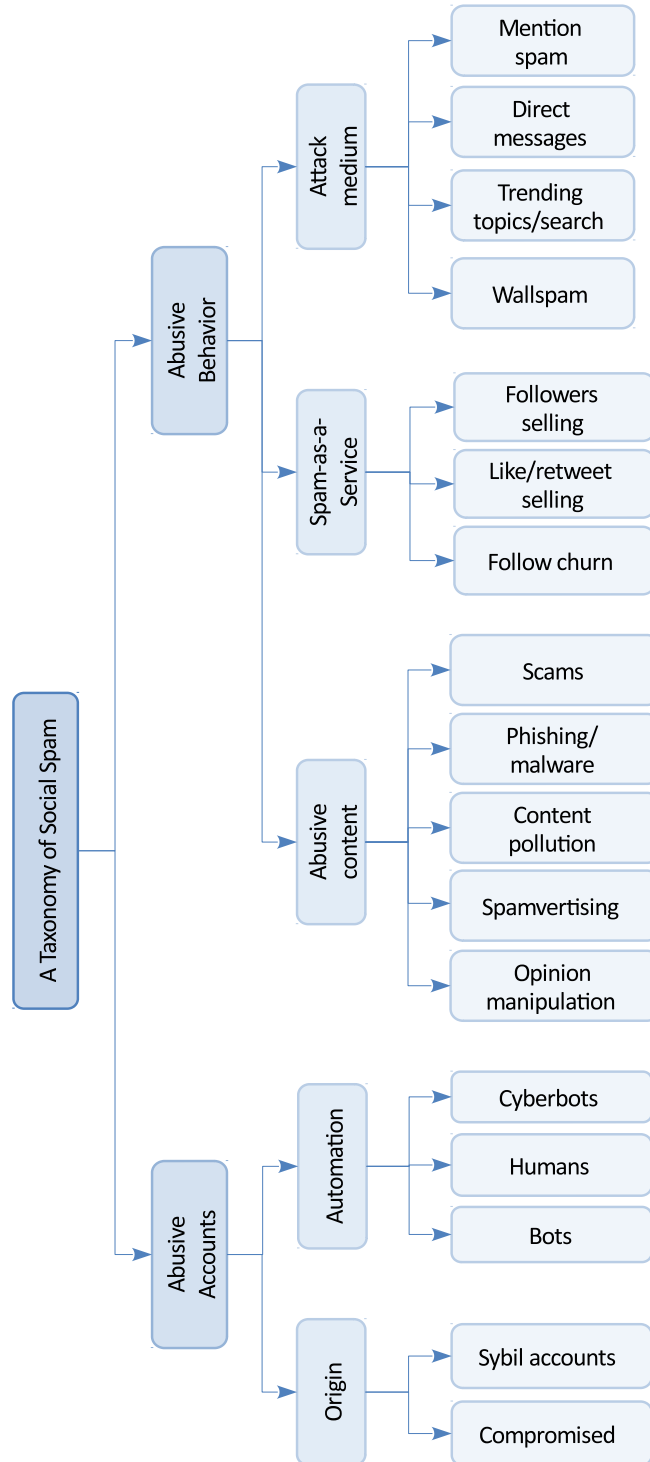 A Taxonomy of Social Spam
Abusive
Behavior
Attack
medium
Mention
spam
Direct
messages
Trending
topics/search
Wallspam
Spam-as-a-
Service
Followers
selling
Like/retweet
selling
Follow churn
Abusive
content
Scams
Phishing/
malware
Content
pollution
Spamvertising
Opinion
manipulation
Abusive
Accounts
Automation
Cyberbots
Humans
Bots
Origin
Sybil accounts
Compromised